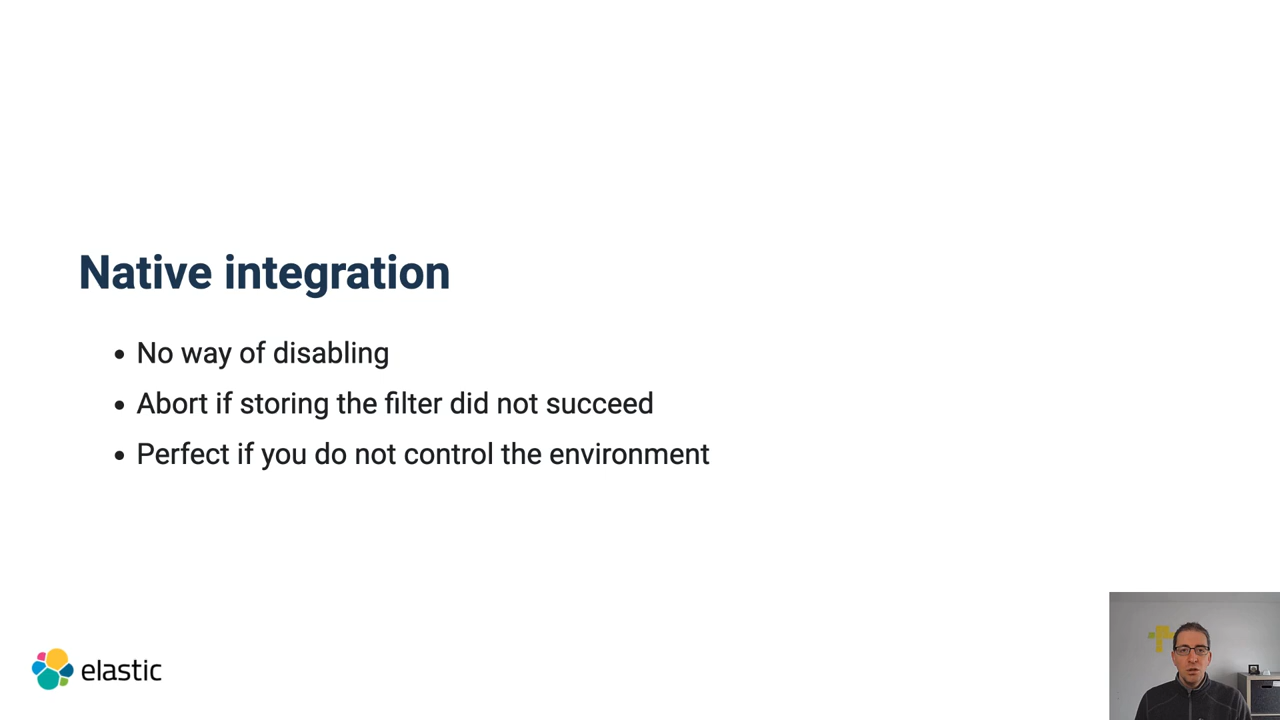 Native integration
• No way of disabling
• Abort if storing the filter did not succeed
• Perfect if you do not control the environment
elastic